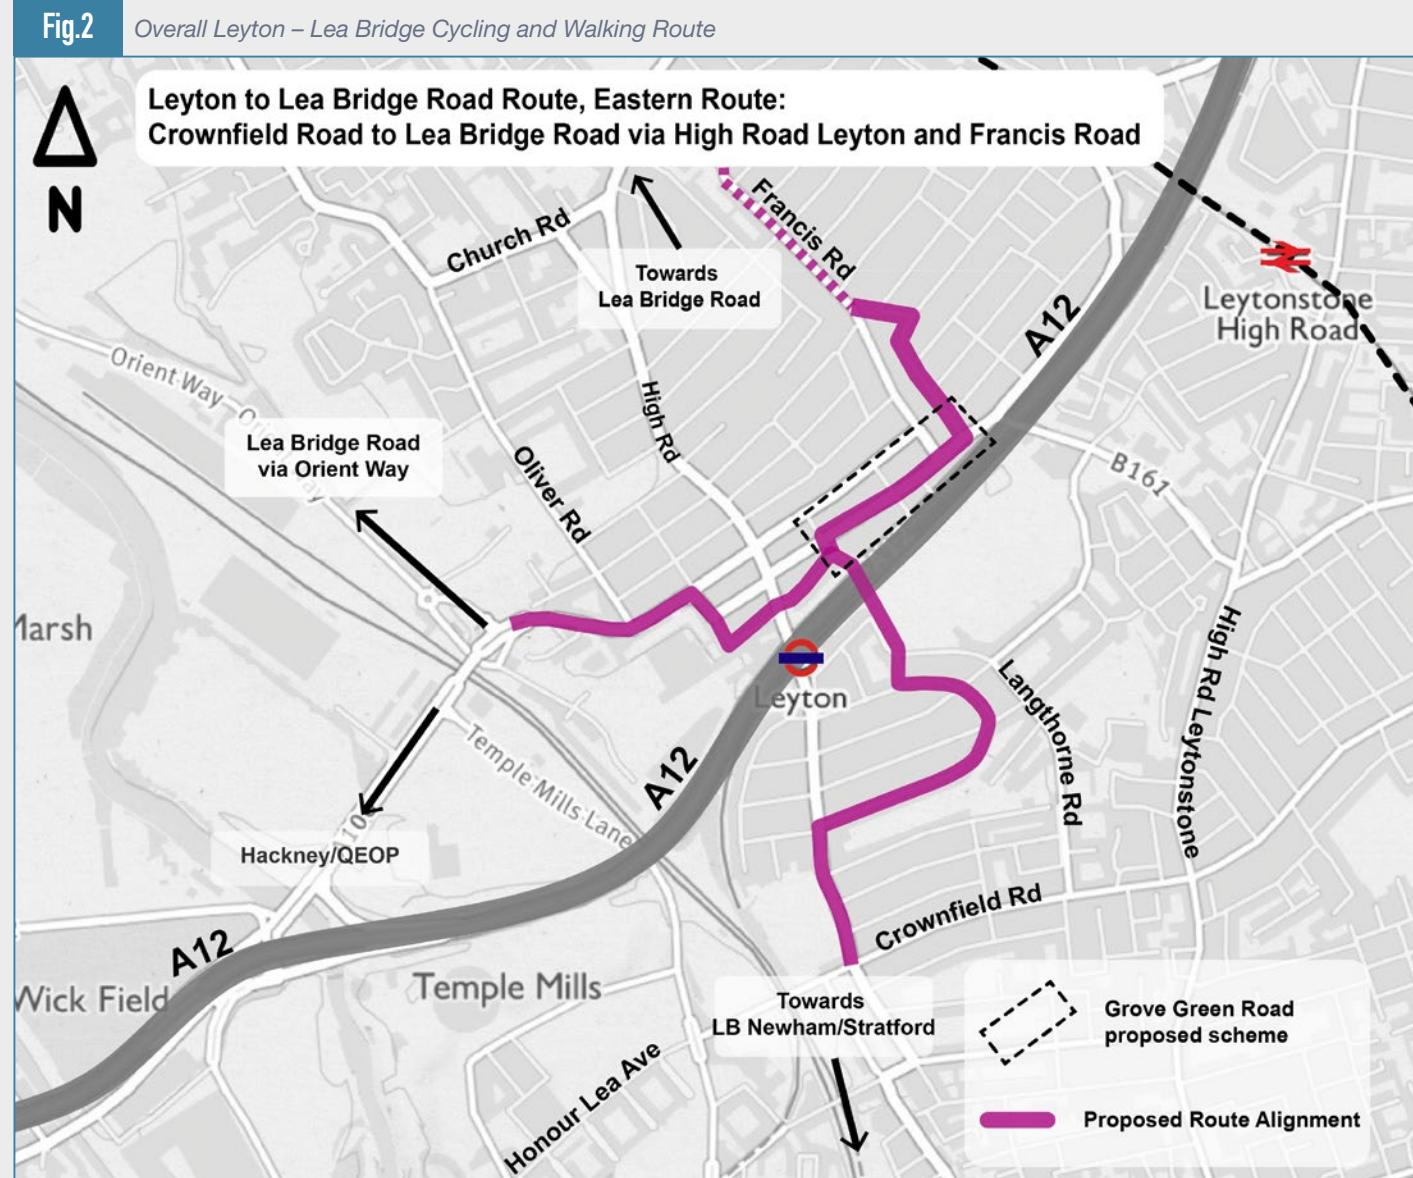 Fig.2
Overall Leyton – Lea Bridge Cycling and Walking Route
Leyton to Lea Bridge Road Route, Eastern Route:
Crownfield Road to Lea Bridge Road via High Road Leyton and Francis Road
N
Francis Rd
Church Rd
Towards
Lea Bridge Road
A12
Leytonstone
High Road
Orient Way
High Rd
Lea Bridge Road
via Orient Way
Oliver Rd
B161
Marsh
Leyton
High Rd Leytonstone
Langthorne Rd
Temple Mills Lane
A12
Hackney/QEOP
Crownfield Rd
A12
Wick Field
Temple Mills
Towards
LB Newham/Stratford
Honour Lea Ave
Grove Green Road
proposed scheme
Proposed Route Alignment